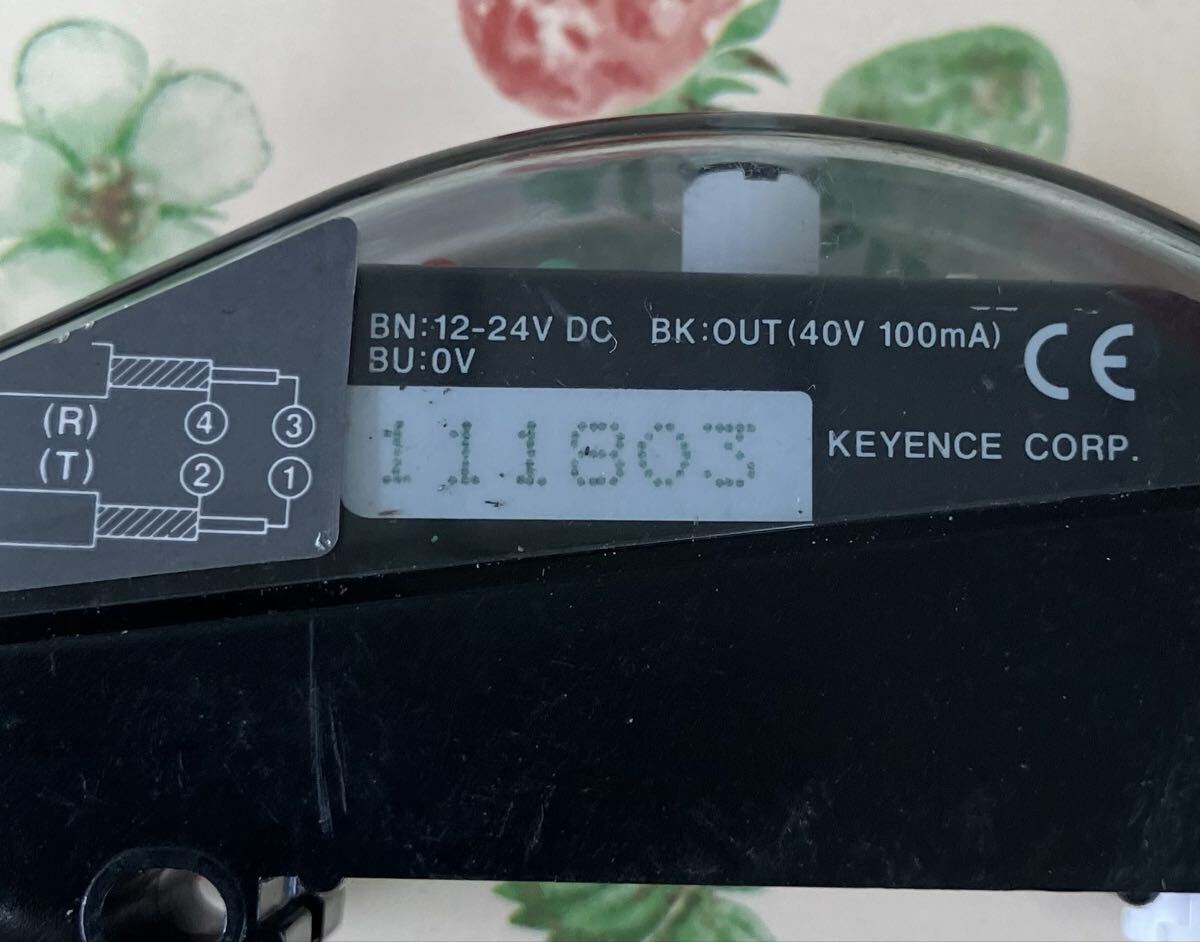 BN:12-24V DC BK:OUT(40V 100mA)
BU:0V
CE
(R) 4 3
(T) 2 1
111803
KEYENCE CORP.